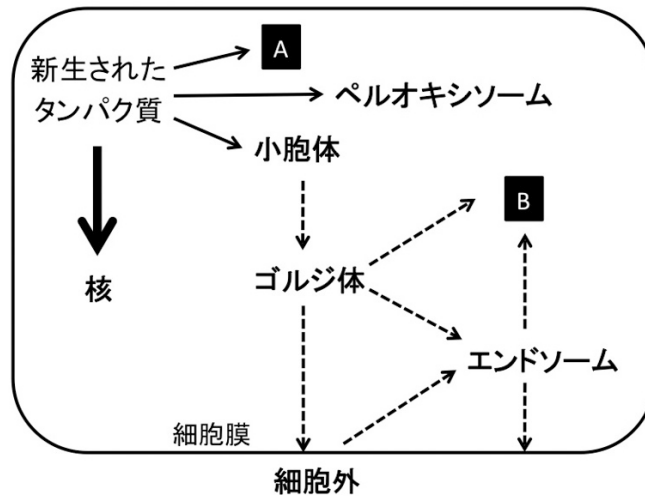 A
新生された
タンパク質
ペルオキシソーム
小胞体
B
核
ゴルジ体
エンドソーム
細胞膜
細胞外